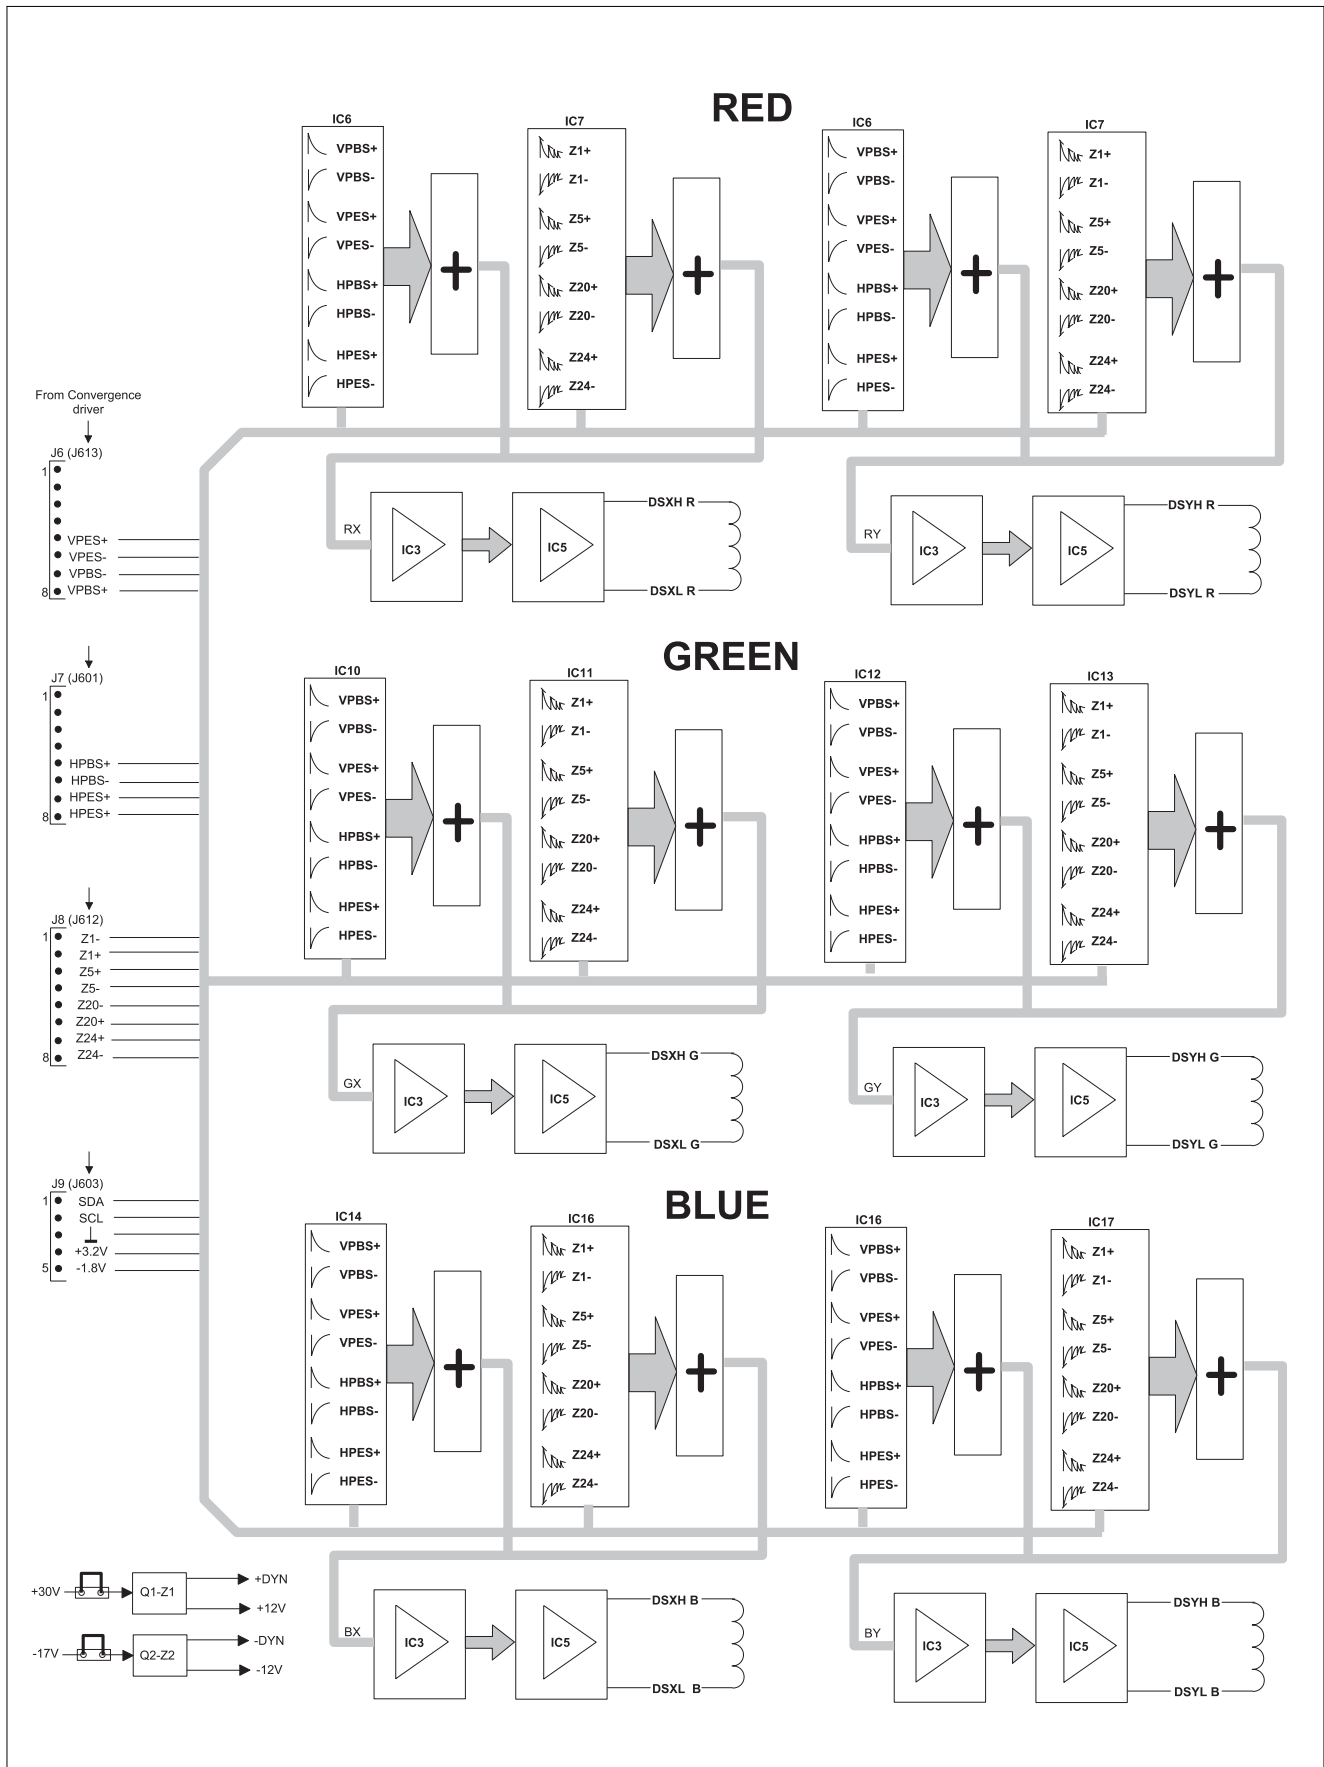 RED
IC6
VPBS+
VPBS-
VPES+
VPES-
HPBS+
HPBS-
HPES+
HPES-
+
IC7
Z1+
Z1-
Z5+
Z5-
Z20+
Z20-
Z24+
Z24-
+
IC6
VPBS+
VPBS-
VPES+
VPES-
HPBS+
HPBS-
HPES+
HPES-
+
IC7
Z1+
Z1-
Z5+
Z5-
Z20+
Z20-
Z24+
Z24-
+
RX
IC3
IC5
DSXH R
DSXL R
RY
IC3
IC5
DSYH R
DSYL R
From Convergence
driver
J6 (J613)
1
VPES+
VPES-
VPBS-
8 VPBS+
J7 (J601)
1
HPBS+
HPBS-
HPES+
8 HPES+
J8 (J612)
1 Z1-
Z1+
Z5+
Z5-
Z20-
Z20+
Z24+
8 Z24-
J9 (J603)
1 SDA
SCL
+3.2V
5 -1.8V
GREEN
IC10
VPBS+
VPBS-
VPES+
VPES-
HPBS+
HPBS-
HPES+
HPES-
+
IC11
Z1+
Z1-
Z5+
Z5-
Z20+
Z20-
Z24+
Z24-
+
IC12
VPBS+
VPBS-
VPES+
VPES-
HPBS+
HPBS-
HPES+
HPES-
+
IC13
Z1+
Z1-
Z5+
Z5-
Z20+
Z20-
Z24+
Z24-
+
GX
IC3
IC5
DSXH G
DSXL G
GY
IC3
IC5
DSYH G
DSYL G
BLUE
IC14
VPBS+
VPBS-
VPES+
VPES-
HPBS+
HPBS-
HPES+
HPES-
+
IC16
Z1+
Z1-
Z5+
Z5-
Z20+
Z20-
Z24+
Z24-
+
IC16
VPBS+
VPBS-
VPES+
VPES-
HPBS+
HPBS-
HPES+
HPES-
+
IC17
Z1+
Z1-
Z5+
Z5-
Z20+
Z20-
Z24+
Z24-
+
BX
IC3
IC5
DSXH B
DSXL B
BY
IC3
IC5
DSYH B
DSYL B
+30V
Q1-Z1
+DYN
+12V
-17V
Q2-Z2
-DYN
-12V